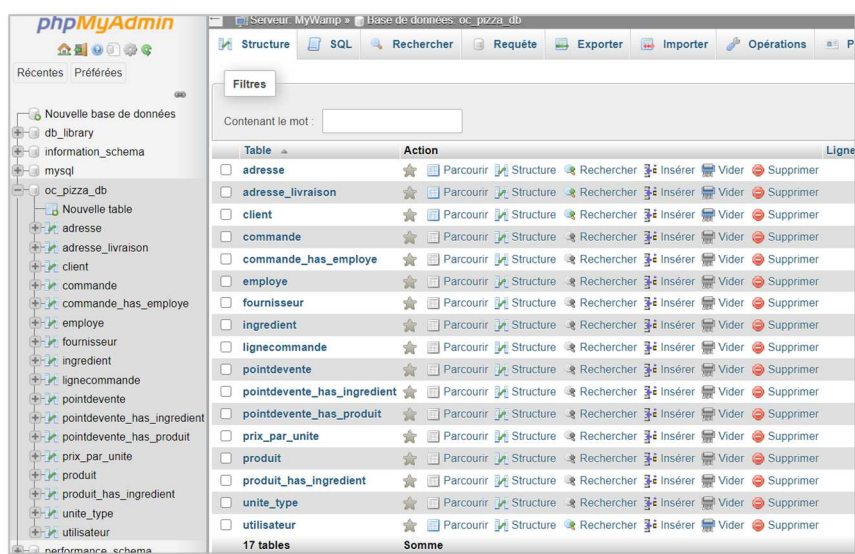 phpMyAdmin
Récentes Préférées
Nouvelle base de données
db_library
information_schema
mysql
oc_pizza_db
Nouvelle table
adresse
adresse_livraison
client
commande
commande_has_employe
employe
fournisseur
ingredient
lignecommande
pointdevente
pointdevente_has_ingredient
pointdevente_has_produit
prix_par_unite
produit
produit_has_ingredient
unite_type
utilisateur
performance_schema
Serveur: MyWamp » Base de données: oc_pizza_db
Structure SQL Rechercher Requête Exporter Importer Opérations P
Filtres
Contenant le mot :
Table Action Ligne
adresse Parcourir Structure Rechercher Insérer Vider Supprimer
adresse_livraison Parcourir Structure Rechercher Insérer Vider Supprimer
client Parcourir Structure Rechercher Insérer Vider Supprimer
commande Parcourir Structure Rechercher Insérer Vider Supprimer
commande_has_employe Parcourir Structure Rechercher Insérer Vider Supprimer
employe Parcourir Structure Rechercher Insérer Vider Supprimer
fournisseur Parcourir Structure Rechercher Insérer Vider Supprimer
ingredient Parcourir Structure Rechercher Insérer Vider Supprimer
lignecommande Parcourir Structure Rechercher Insérer Vider Supprimer
pointdevente Parcourir Structure Rechercher Insérer Vider Supprimer
pointdevente_has_ingredient Parcourir Structure Rechercher Insérer Vider Supprimer
pointdevente_has_produit Parcourir Structure Rechercher Insérer Vider Supprimer
prix_par_unite Parcourir Structure Rechercher Insérer Vider Supprimer
produit Parcourir Structure Rechercher Insérer Vider Supprimer
produit_has_ingredient Parcourir Structure Rechercher Insérer Vider Supprimer
unite_type Parcourir Structure Rechercher Insérer Vider Supprimer
utilisateur Parcourir Structure Rechercher Insérer Vider Supprimer
17 tables Somme